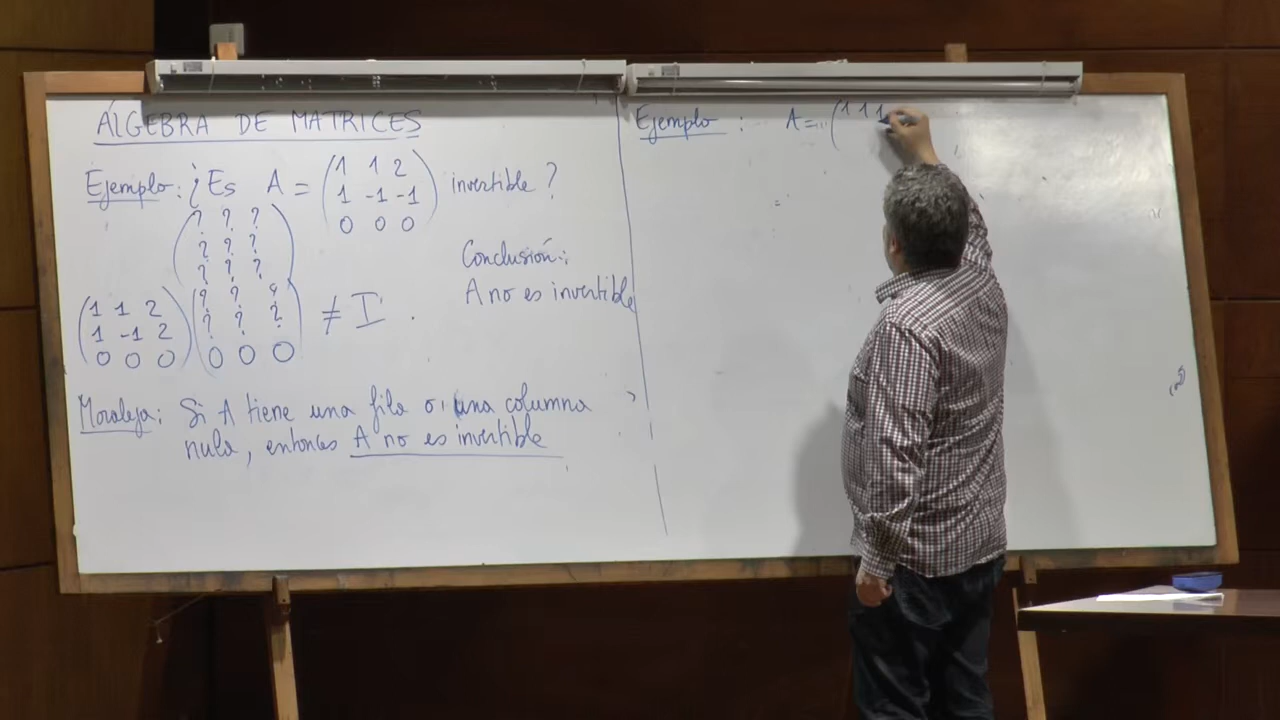 ÁLGEBRA DE MATRICES
Ejemplo: ¿Es A = ( 1 1 2
1 -1 -1
0 0 0 ) invertible?
( ? ? ?
? ? ?
? ? ? )
( 1 1 2
1 -1 2
0 0 0 ) ( ? ? ?
? ? ?
0 0 0 ) ≠ I.
Conclusión:
A no es invertible
Moraleja: Si A tiene una fila o una columna
nula, entonces A no es invertible
Ejemplo: A = ( 1 1 1